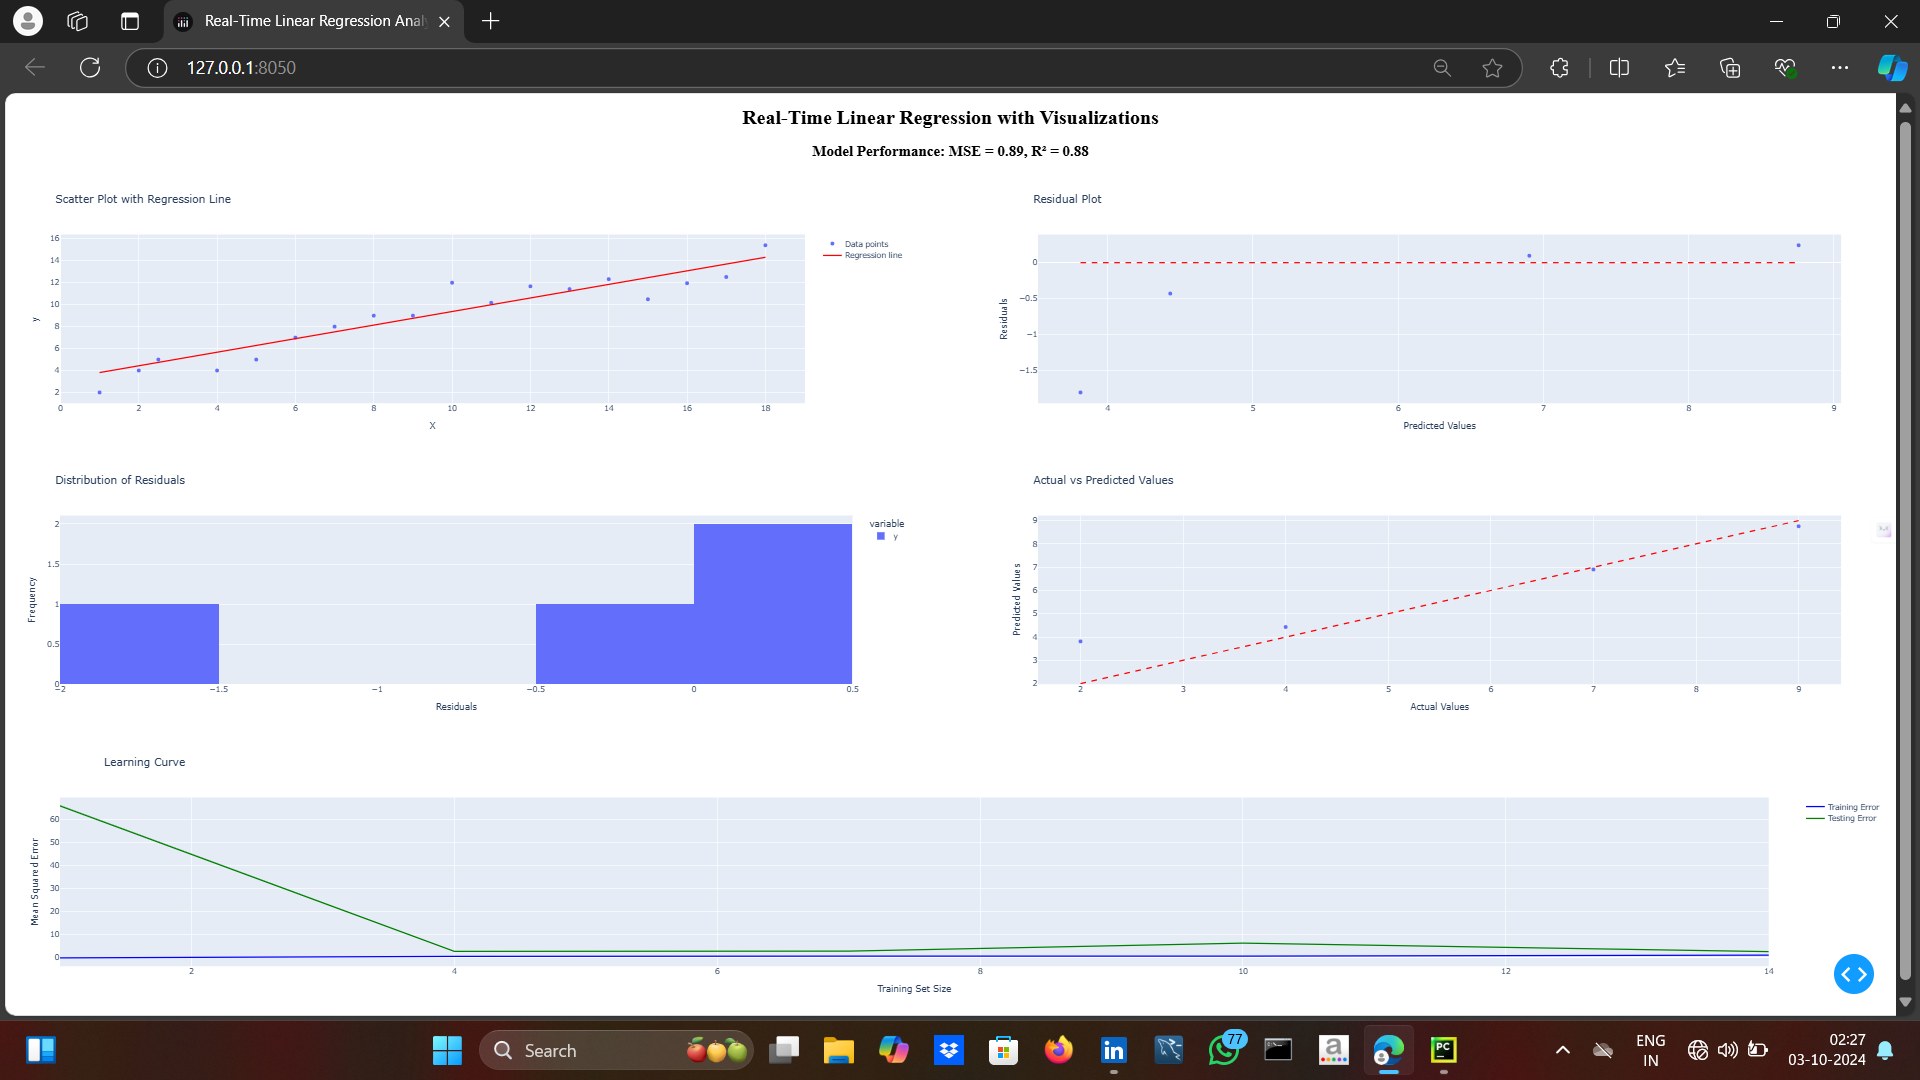 Real-Time Linear Regression Anal
127.0.0.1:8050
Real-Time Linear Regression with Visualizations
Model Performance: MSE = 0.89, R² = 0.88
Scatter Plot with Regression Line
16
14
12
10
8
6
4
2
y
0 2 4 6 8 10 12 14 16 18
X
Data points
Regression line
Residual Plot
0
−0.5
−1
−1.5
Residuals
4 5 6 7 8 9
Predicted Values
Distribution of Residuals
2
1.5
1
0.5
0
Frequency
−2 −1.5 −1 −0.5 0 0.5
Residuals
variable
y
Actual vs Predicted Values
9
8
7
6
5
4
3
2
Predicted Values
2 3 4 5 6 7 8 9
Actual Values
Learning Curve
60
50
40
30
20
10
0
Mean Squared Error
2 4 6 8 10 12 14
Training Set Size
Training Error
Testing Error
Search
in
77
a
PC
ENG
IN
02:27
03-10-2024